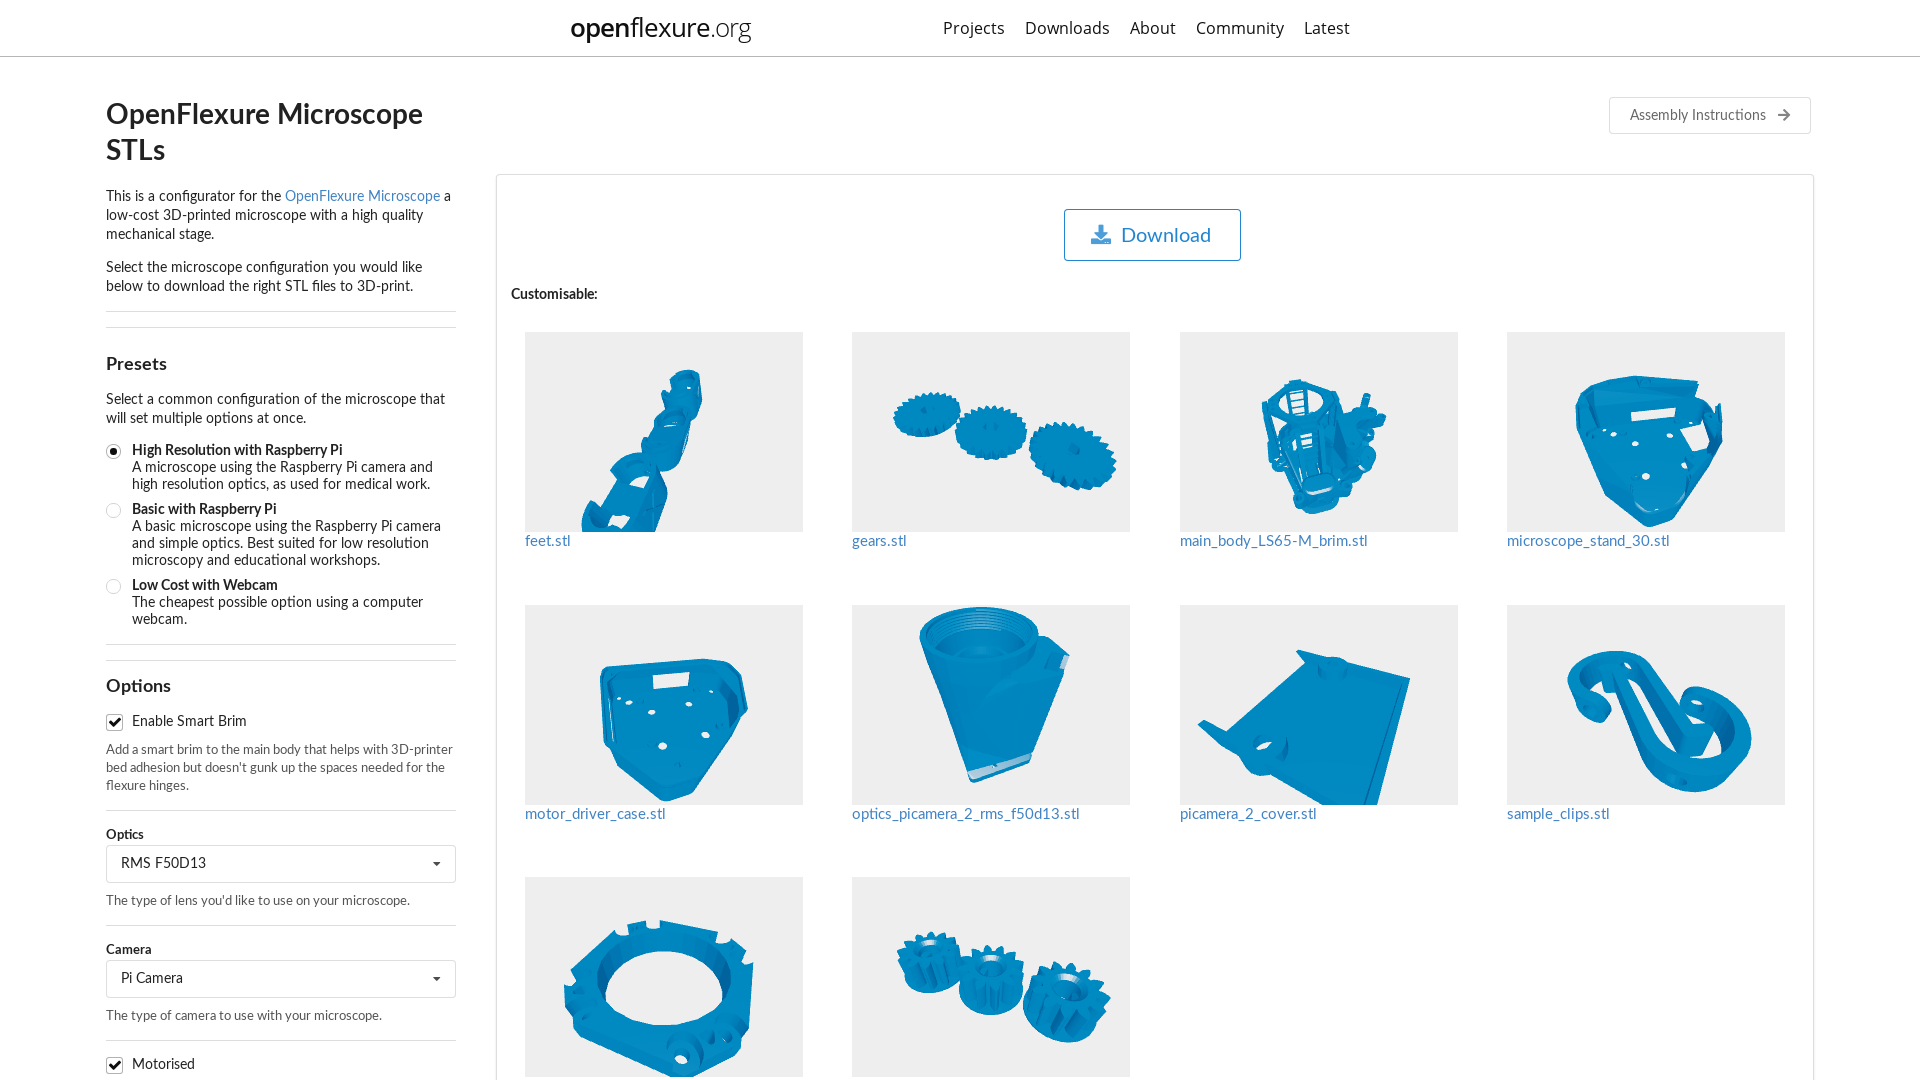 openflexure.org
Projects
Downloads
About
Community
Latest
OpenFlexure Microscope
STLs
This is a configurator for the OpenFlexure Microscope a
low-cost 3D-printed microscope with a high quality
mechanical stage.
Select the microscope configuration you would like
below to download the right STL files to 3D-print.
Presets
Select a common configuration of the microscope that
will set multiple options at once.
High Resolution with Raspberry Pi
A microscope using the Raspberry Pi camera and
high resolution optics, as used for medical work.
Basic with Raspberry Pi
A basic microscope using the Raspberry Pi camera
and simple optics. Best suited for low resolution
microscopy and educational workshops.
Low Cost with Webcam
The cheapest possible option using a computer
webcam.
Options
Enable Smart Brim
Add a smart brim to the main body that helps with 3D-printer
bed adhesion but doesn't gunk up the spaces needed for the
flexure hinges.
Optics
RMS F50D13
The type of lens you'd like to use on your microscope.
Camera
Pi Camera
The type of camera to use with your microscope.
Motorised
Assembly Instructions
Download
Customisable:
feet.stl
gears.stl
main_body_LS65-M_brim.stl
microscope_stand_30.stl
motor_driver_case.stl
optics_picamera_2_rms_f50d13.stl
picamera_2_cover.stl
sample_clips.stl